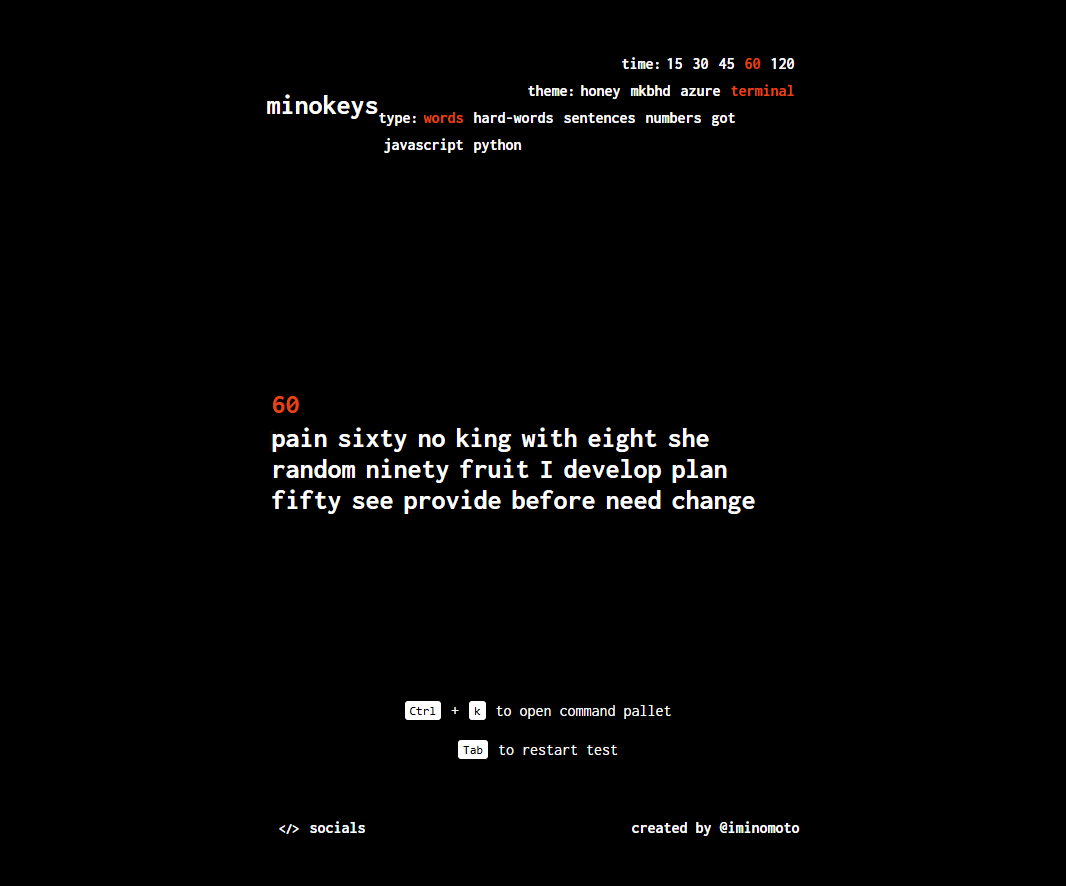 minokeys
time: 15 30 45 60 120
theme: honey mkbhd azure terminal
type: words hard-words sentences numbers got
javascript python
60
pain sixty no king with eight she
random ninety fruit I develop plan
fifty see provide before need change
Ctrl + k to open command pallet
Tab to restart test
</> socials
created by @iminomoto